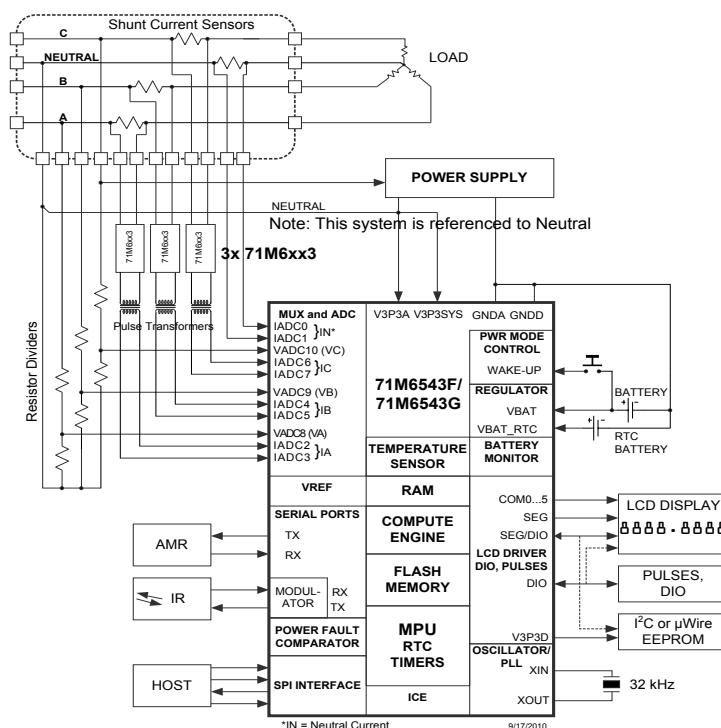 Shunt Current Sensors
C
NEUTRAL
B
A
LOAD
POWER SUPPLY
NEUTRAL
Note: This system is referenced to Neutral
71M6xx3
71M6xx3
71M6xx3
3x 71M6xx3
Pulse Transformers
Resistor Dividers
MUX and ADC
IADC0
IADC1
}IN*
VADC10 (VC)
IADC6
IADC7
}IC
VADC9 (VB)
IADC4
IADC5
}IB
VADC8 (VA)
IADC2
IADC3
}IA
V3P3A V3P3SYS
GNDA GNDD
71M6543F/
71M6543G
PWR MODE
CONTROL
WAKE-UP
REGULATOR
VBAT
VBAT_RTC
BATTERY
MONITOR
BATTERY
+ -
RTC
BATTERY
+ -
TEMPERATURE
SENSOR
VREF
RAM
SERIAL PORTS
TX
RX
AMR
COMPUTE
ENGINE
COM0...5
SEG
SEG/DIO
LCD DRIVER
DIO, PULSES
DIO
LCD DISPLAY
8888.8888
PULSES,
DIO
I²C or µWire
EEPROM
IR
MODUL-
ATOR
RX
TX
FLASH
MEMORY
POWER FAULT
COMPARATOR
MPU
RTC
TIMERS
V3P3D
OSCILLATOR/
PLL
XIN
XOUT
32 kHz
HOST
SPI INTERFACE
ICE
*IN = Neutral Current
9/17/2010